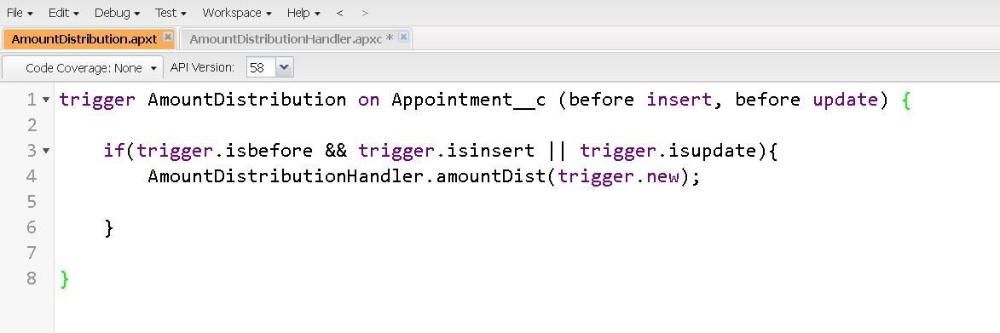 File Edit Debug Test Workspace Help < >
AmountDistribution.apxt AmountDistributionHandler.apxc *
Code Coverage: None API Version: 58
1 trigger AmountDistribution on Appointment__c (before insert, before update) {
2
3 if(trigger.isbefore && trigger.isinsert || trigger.isupdate){
4 AmountDistributionHandler.amountDist(trigger.new);
5
6 }
7
8 }